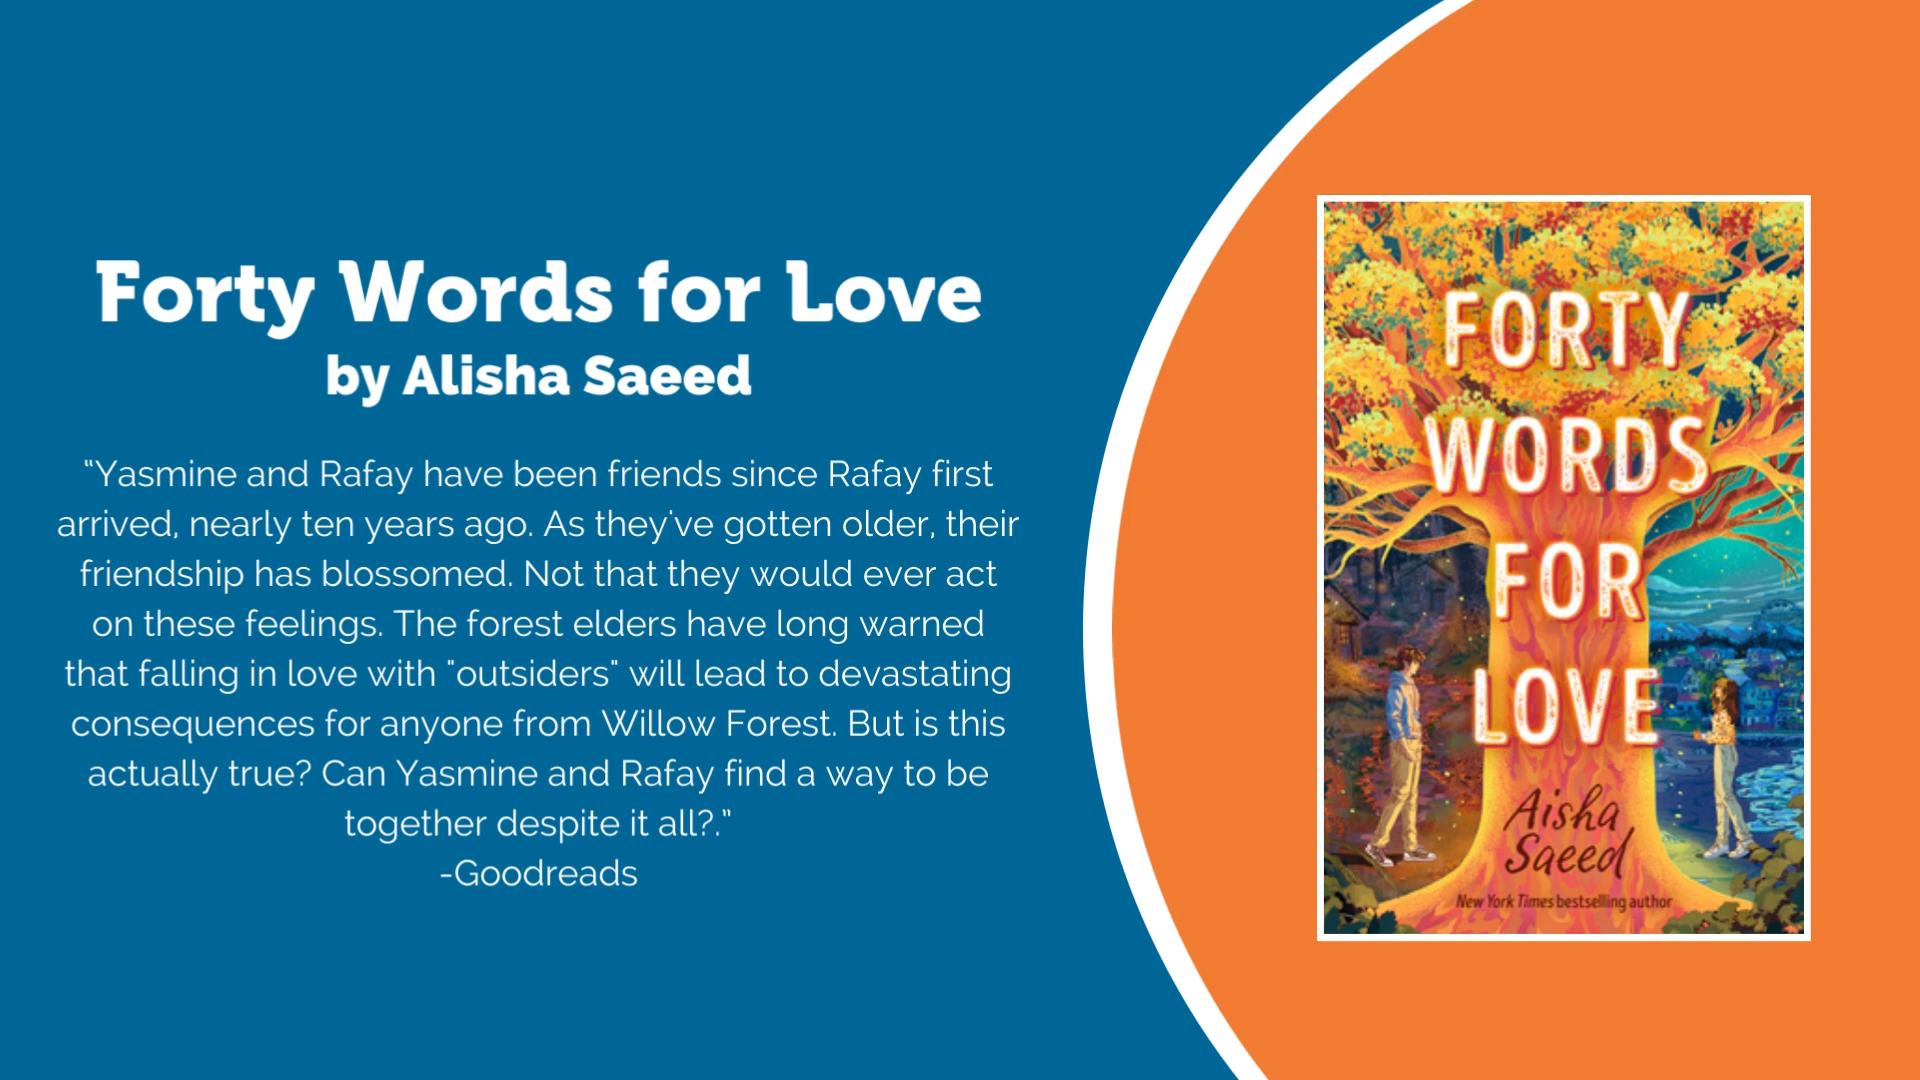 Forty Words for Love
by Alisha Saeed
“Yasmine and Rafay have been friends since Rafay first
arrived, nearly ten years ago. As they've gotten older, their
friendship has blossomed. Not that they would ever act
on these feelings. The forest elders have long warned
that falling in love with "outsiders" will lead to devastating
consequences for anyone from Willow Forest. But is this
actually true? Can Yasmine and Rafay find a way to be
together despite it all?.”
-Goodreads
FORTY
WORDS
FOR
LOVE
Aisha
Saeed
New York Times bestselling author